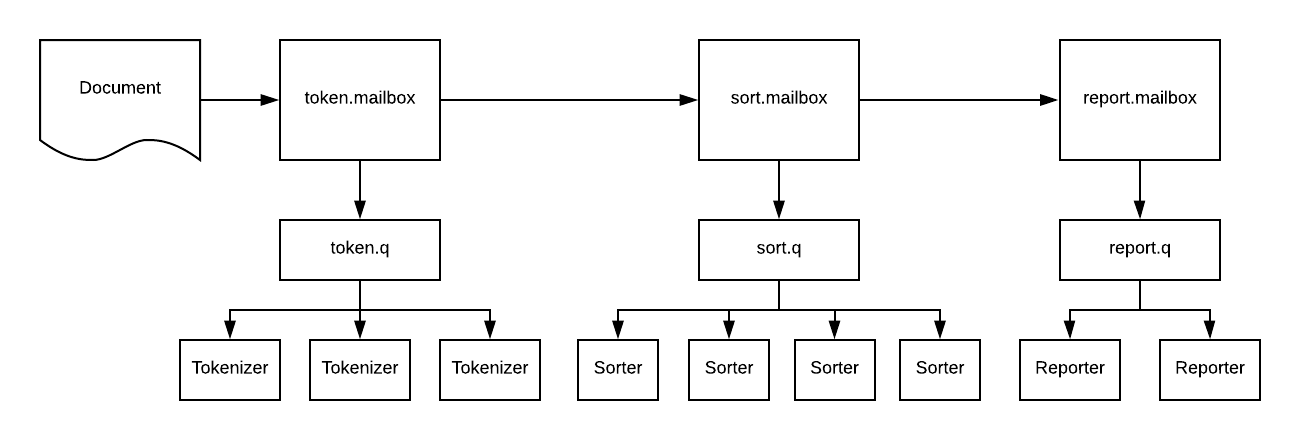 Document
token.mailbox
sort.mailbox
report.mailbox
token.q
sort.q
report.q
Tokenizer
Tokenizer
Tokenizer
Sorter
Sorter
Sorter
Sorter
Reporter
Reporter